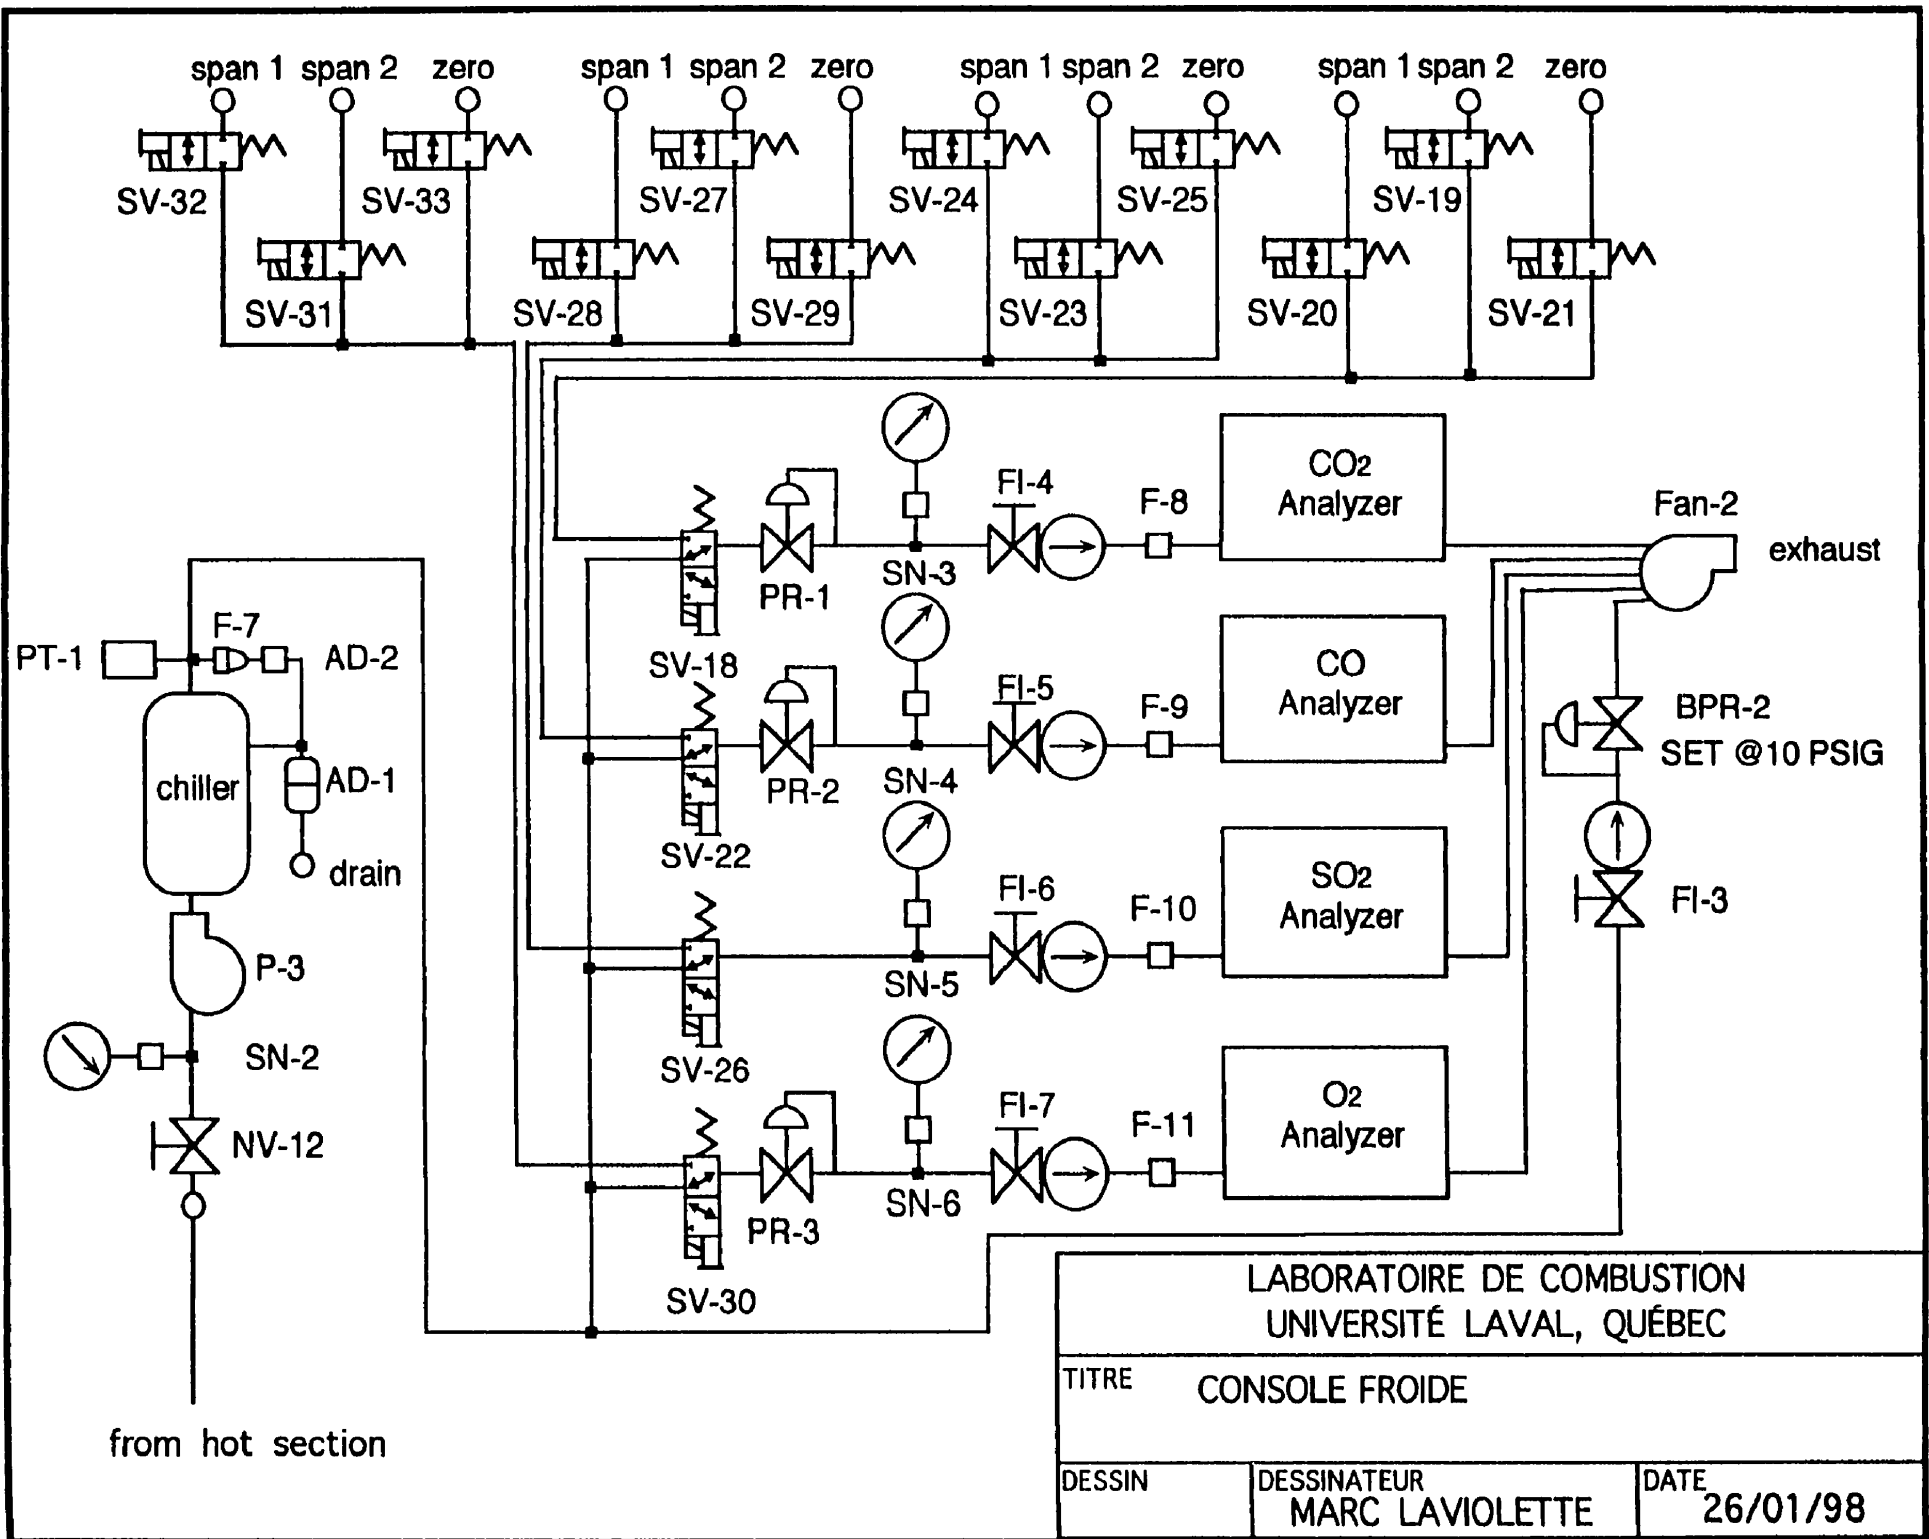 span 1 span 2 zero span 1 span 2 zero span 1 span 2 zero span 1 span 2 zero
SV-32 SV-33 SV-27 SV-24 SV-25 SV-19
SV-31 SV-28 SV-29 SV-23 SV-20 SV-21
CO2
Analyzer
FI-4
F-8
Fan-2
exhaust
SN-3
PR-1
F-7
PT-1
AD-2
SV-18
CO
Analyzer
FI-5
F-9
BPR-2
SET @10 PSIG
chiller
AD-1
PR-2
SN-4
SV-22
drain
SO2
Analyzer
FI-6
F-10
FI-3
P-3
SN-5
SN-2
SV-26
O2
Analyzer
FI-7
F-11
NV-12
SN-6
PR-3
SV-30
from hot section
LABORATOIRE DE COMBUSTION
UNIVERSITÉ LAVAL, QUÉBEC
TITRE
CONSOLE FROIDE
DESSIN
DESSINATEUR
MARC LAVIOLETTE
DATE
26/01/98